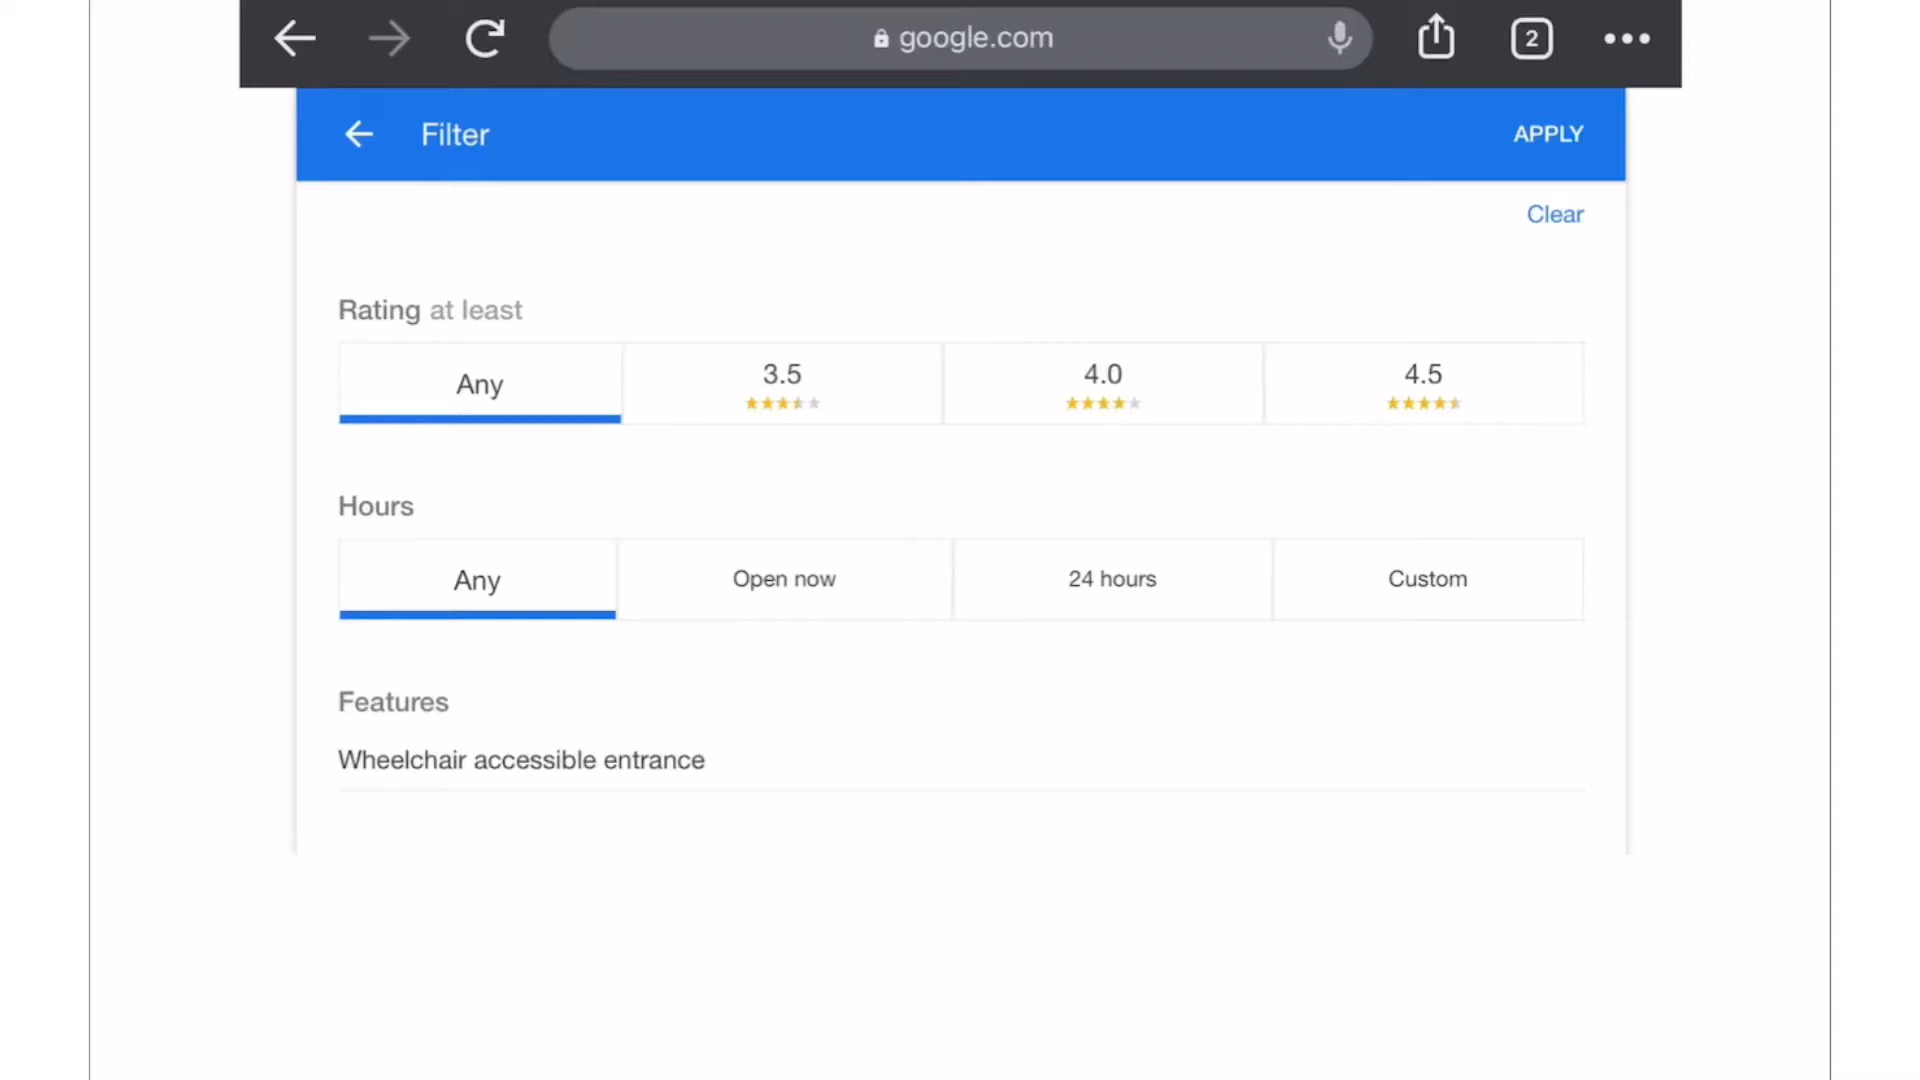 google.com
2
Filter
APPLY
Clear
Rating at least
Any
3.5
4.0
4.5
Hours
Any
Open now
24 hours
Custom
Features
Wheelchair accessible entrance